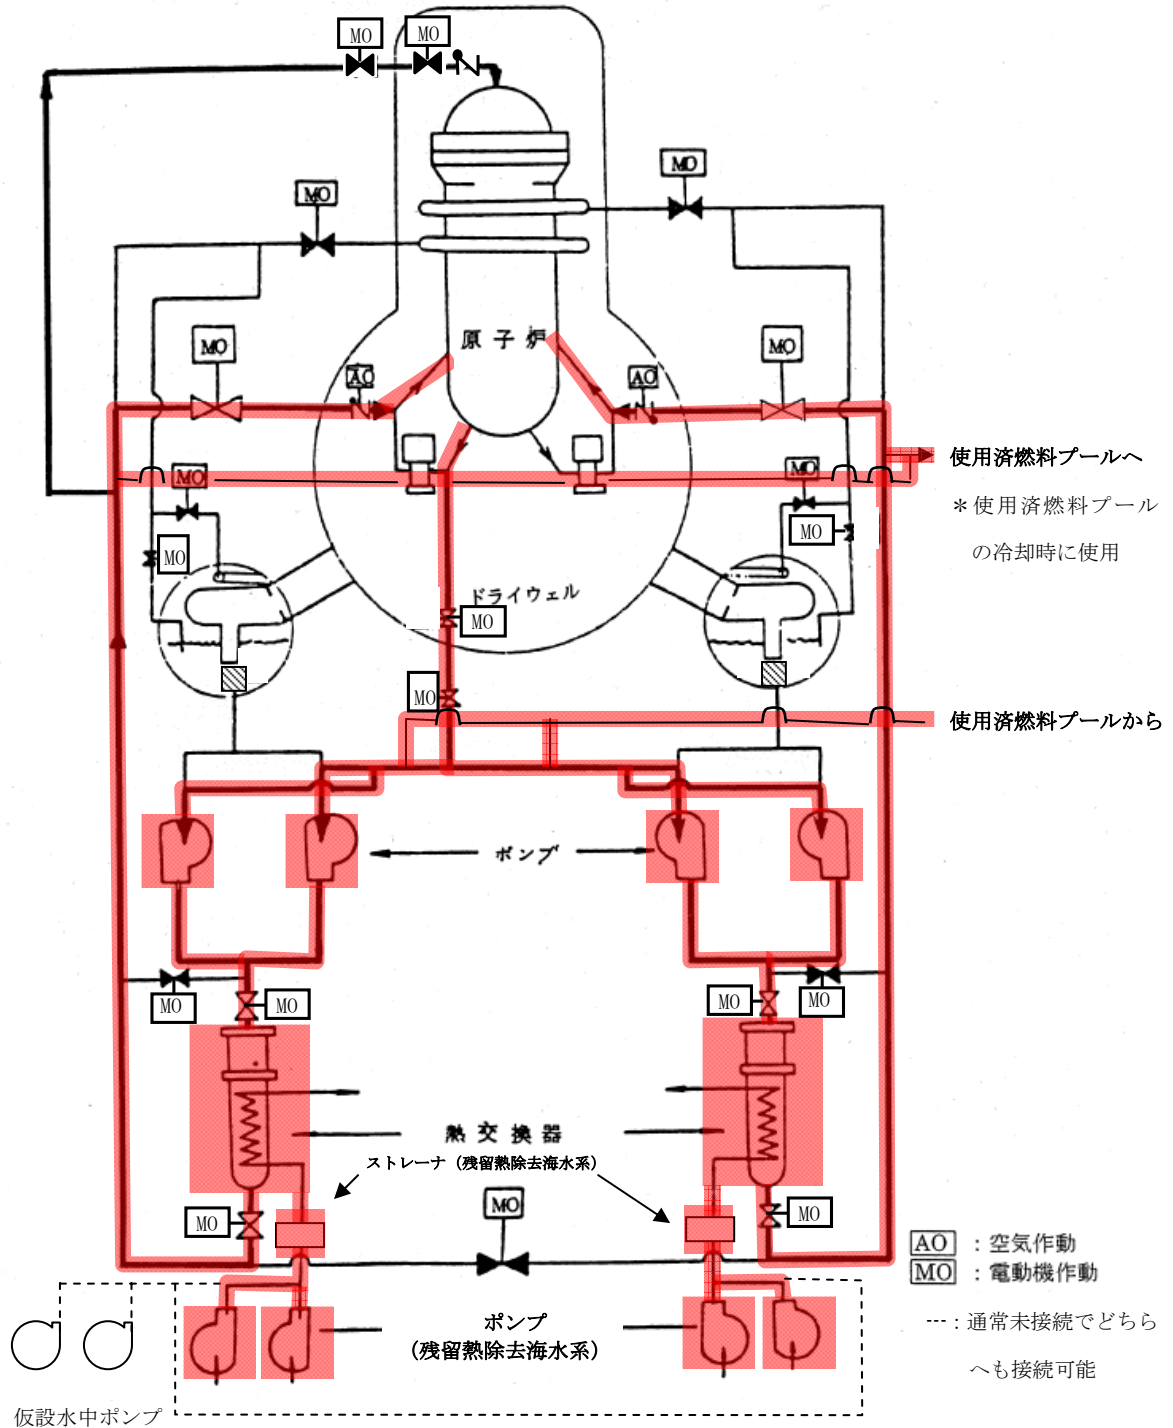 MO
MO
MO
MO
MO
MO
原子炉
AO
AO
使用済燃料プールへ
MO
MO
＊使用済燃料プール
の冷却時に使用
MO
MO
ドライウェル
MO
MO
使用済燃料プールから
ポンプ
MO
MO
MO
MO
熱交換器
ストレーナ（残留熱除去海水系）
MO
MO
MO
AO：空気作動
MO：電動機作動
---：通常未接続でどちら
へも接続可能
ポンプ
（残留熱除去海水系）
仮設水中ポンプ